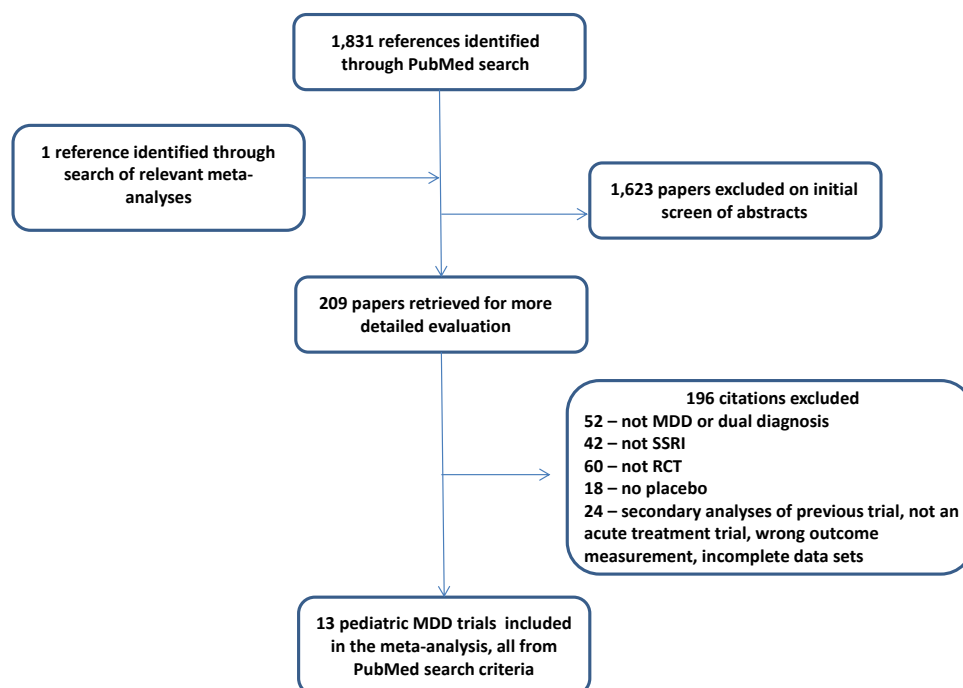 1,831 references identified
through PubMed search
1 reference identified through
search of relevant meta-
analyses
1,623 papers excluded on initial
screen of abstracts
209 papers retrieved for more
detailed evaluation
196 citations excluded
52 – not MDD or dual diagnosis
42 – not SSRI
60 – not RCT
18 – no placebo
24 – secondary analyses of previous trial, not an
acute treatment trial, wrong outcome
measurement, incomplete data sets
13 pediatric MDD trials included
in the meta-analysis, all from
PubMed search criteria